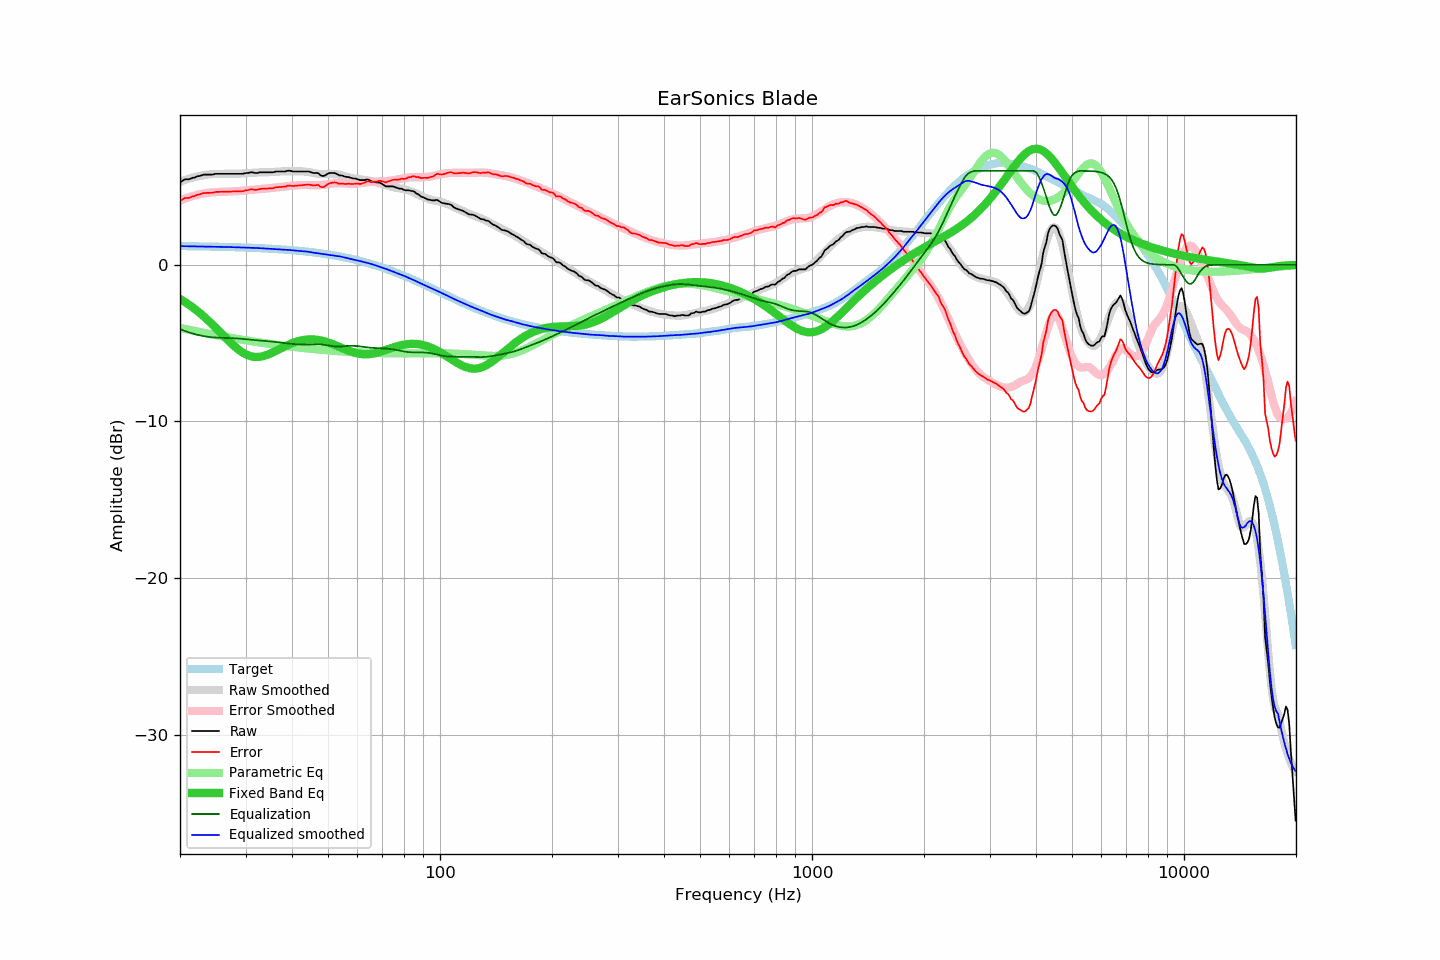 EarSonics Blade
Amplitude (dBr)
0
−10
−20
−30
Target
Raw Smoothed
Error Smoothed
Raw
Error
Parametric Eq
Fixed Band Eq
Equalization
Equalized smoothed
100
1000
10000
Frequency (Hz)